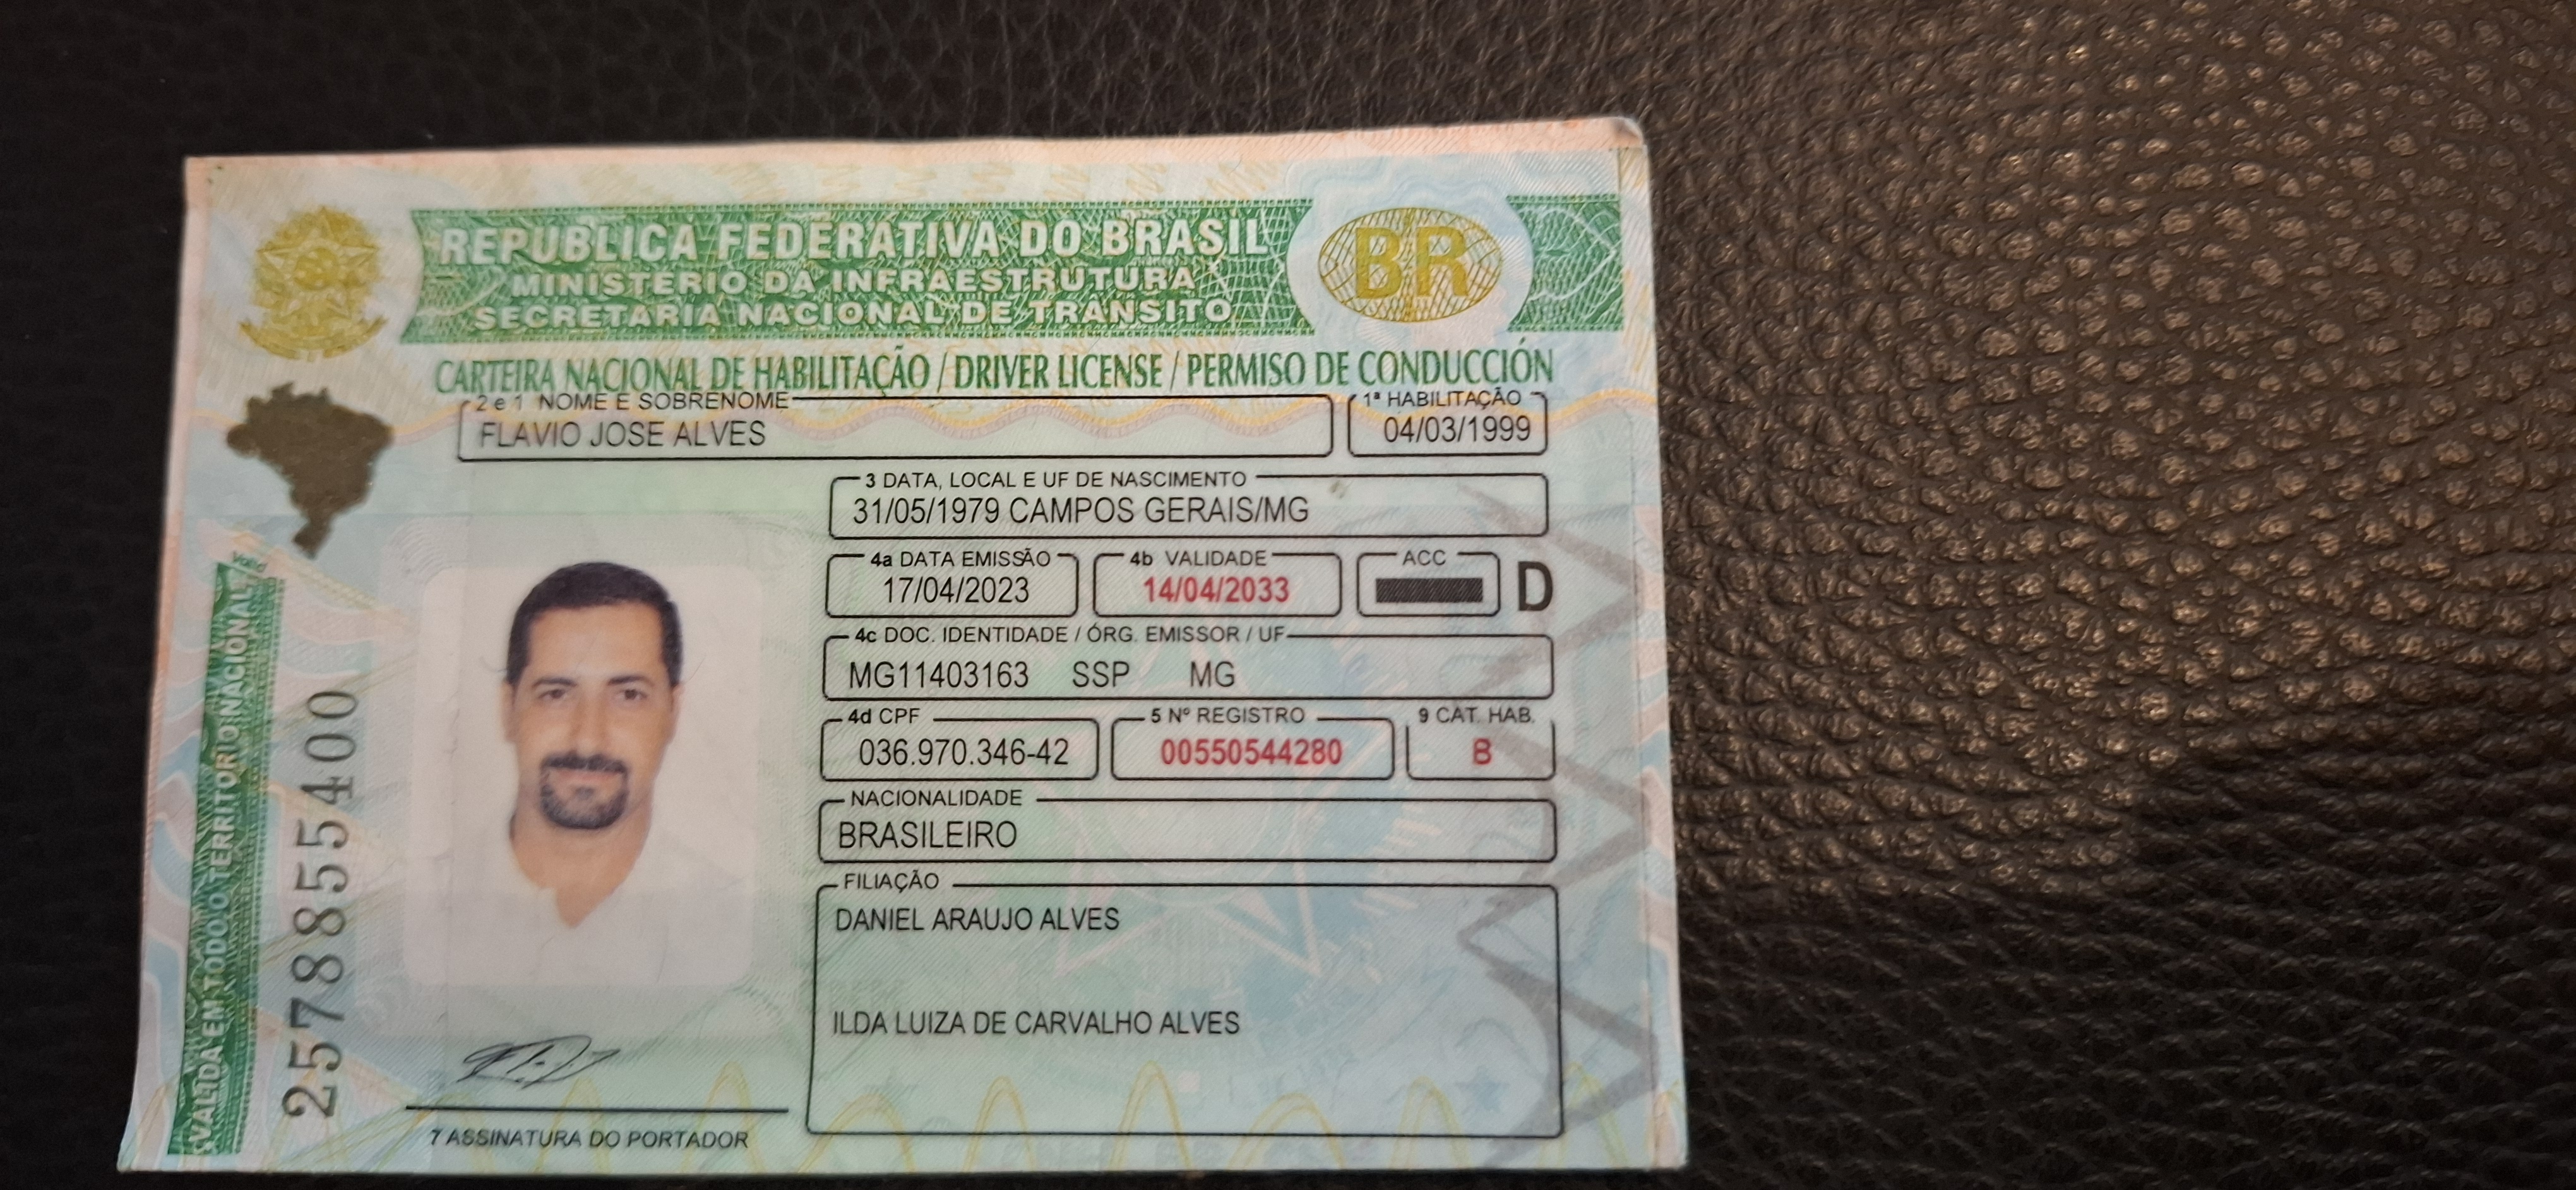 REPÚBLICA FEDERATIVA DO BRASIL
MINISTÉRIO DA INFRAESTRUTURA
SECRETARIA NACIONAL DE TRÂNSITO
BR
CARTEIRA NACIONAL DE HABILITAÇÃO / DRIVER LICENSE / PERMISO DE CONDUCCIÓN
2 e 1 NOME E SOBRENOME
FLAVIO JOSE ALVES
1ª HABILITAÇÃO
04/03/1999
3 DATA, LOCAL E UF DE NASCIMENTO
31/05/1979 CAMPOS GERAIS/MG
4a DATA EMISSÃO
17/04/2023
4b VALIDADE
14/04/2033
ACC
D
4c DOC. IDENTIDADE / ÓRG. EMISSOR / UF
MG11403163 SSP MG
4d CPF
036.970.346-42
5 Nº REGISTRO
00550544280
9 CAT. HAB.
B
NACIONALIDADE
BRASILEIRO
FILIAÇÃO
DANIEL ARAUJO ALVES
ILDA LUIZA DE CARVALHO ALVES
7 ASSINATURA DO PORTADOR
VÁLIDA EM TODO O TERRITÓRIO NACIONAL
2578855400